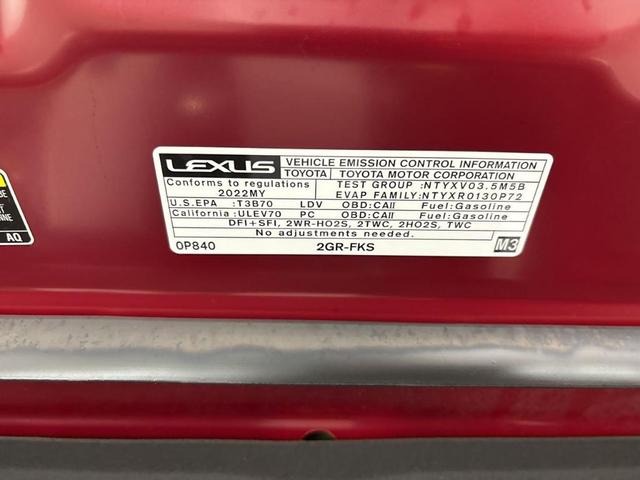 LEXUS VEHICLE EMISSION CONTROL INFORMATION
TOYOTA TOYOTA MOTOR CORPORATION
Conforms to regulations TEST GROUP :NTYXV03.5M5B
2022MY EVAP FAMILY:NTYXR0130P72
U.S.EPA :T3B70 LDV OBD:CAII Fuel:Gasoline
California :ULEV70 PC OBD:CAII Fuel:Gasoline
DFI+SFI, 2WR-HO2S, 2TWC, 2HO2S, TWC
No adjustments needed.
0P840 2GR-FKS M3
AQ